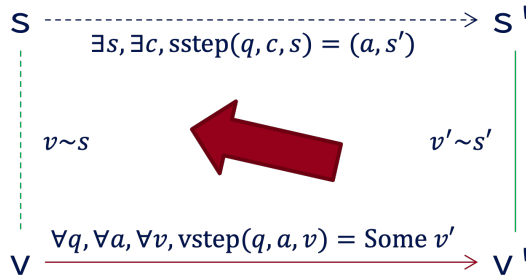 s s'
∃s, ∃c, sstep(q, c, s) = (a, s′)
v~s v′~s′
∀q, ∀a, ∀v, vstep(q, a, v) = Some v′
v v'